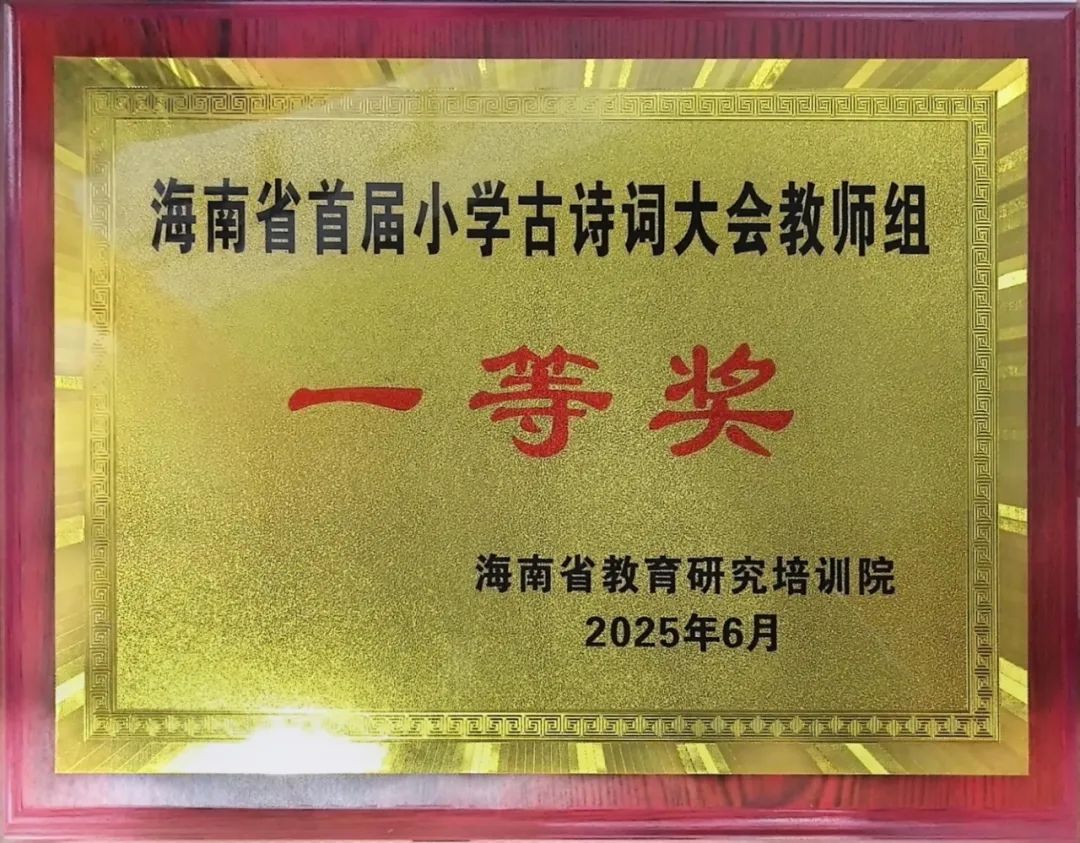 海南省首届小学古诗词大会教师组
一等奖
海南省教育研究培训院
2025年6月